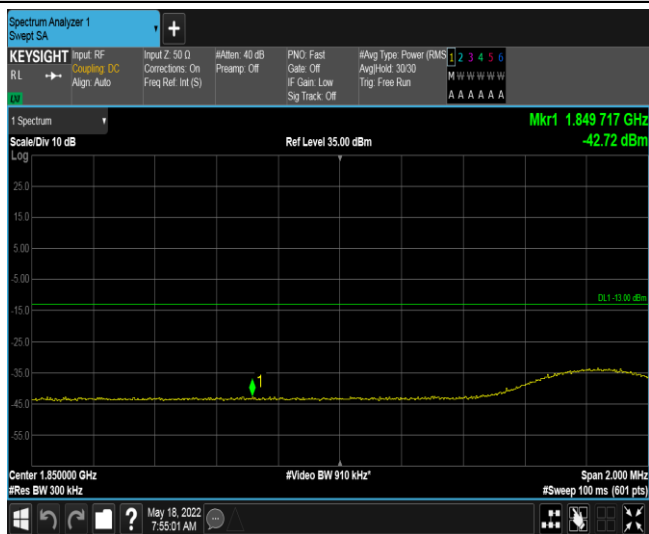 Spectrum Analyzer 1
Swept SA
+
KEYSIGHT
RL
LXI
Input: RF
Coupling: DC
Align: Auto
Input Z: 50 Ω
Corrections: On
Freq Ref: Int (S)
#Atten: 40 dB
Preamp: Off
PNO: Fast
Gate: Off
IF Gain: Low
Sig Track: Off
#Avg Type: Power (RMS
Avg|Hold: 30/30
Trig: Free Run
1 2 3 4 5 6
M W W W W W
A A A A A A
1 Spectrum
Mkr1 1.849 717 GHz
Scale/Div 10 dB
Ref Level 35.00 dBm
-42.72 dBm
Log
25.0
15.0
5.00
-5.00
DL1 -13.00 dBm
-15.0
-25.0
-35.0
1
-45.0
-55.0
Center 1.850000 GHz
#Video BW 910 kHz*
Span 2.000 MHz
#Res BW 300 kHz
#Sweep 100 ms (601 pts)
?
May 18, 2022
7:55:01 AM